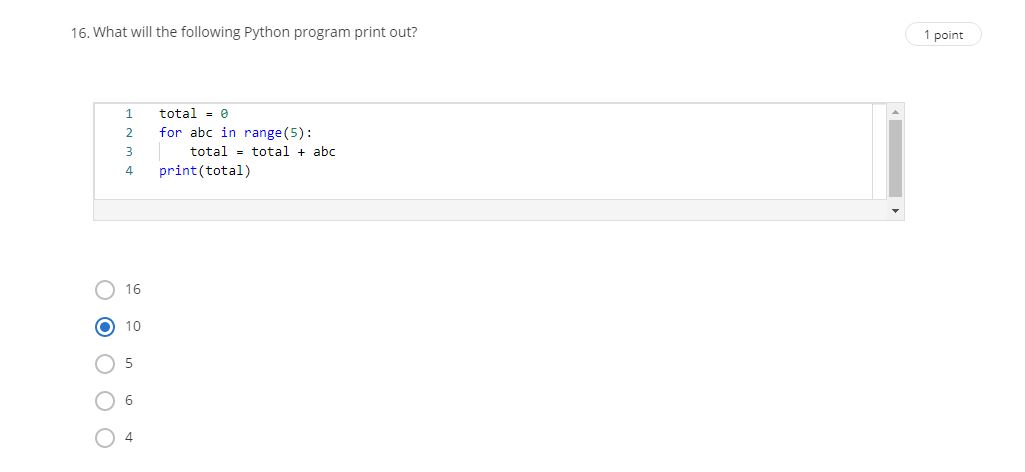 16. What will the following Python program print out?
1 point
1 total = 0
2 for abc in range(5):
3     total = total + abc
4 print(total)
16
10
5
6
4